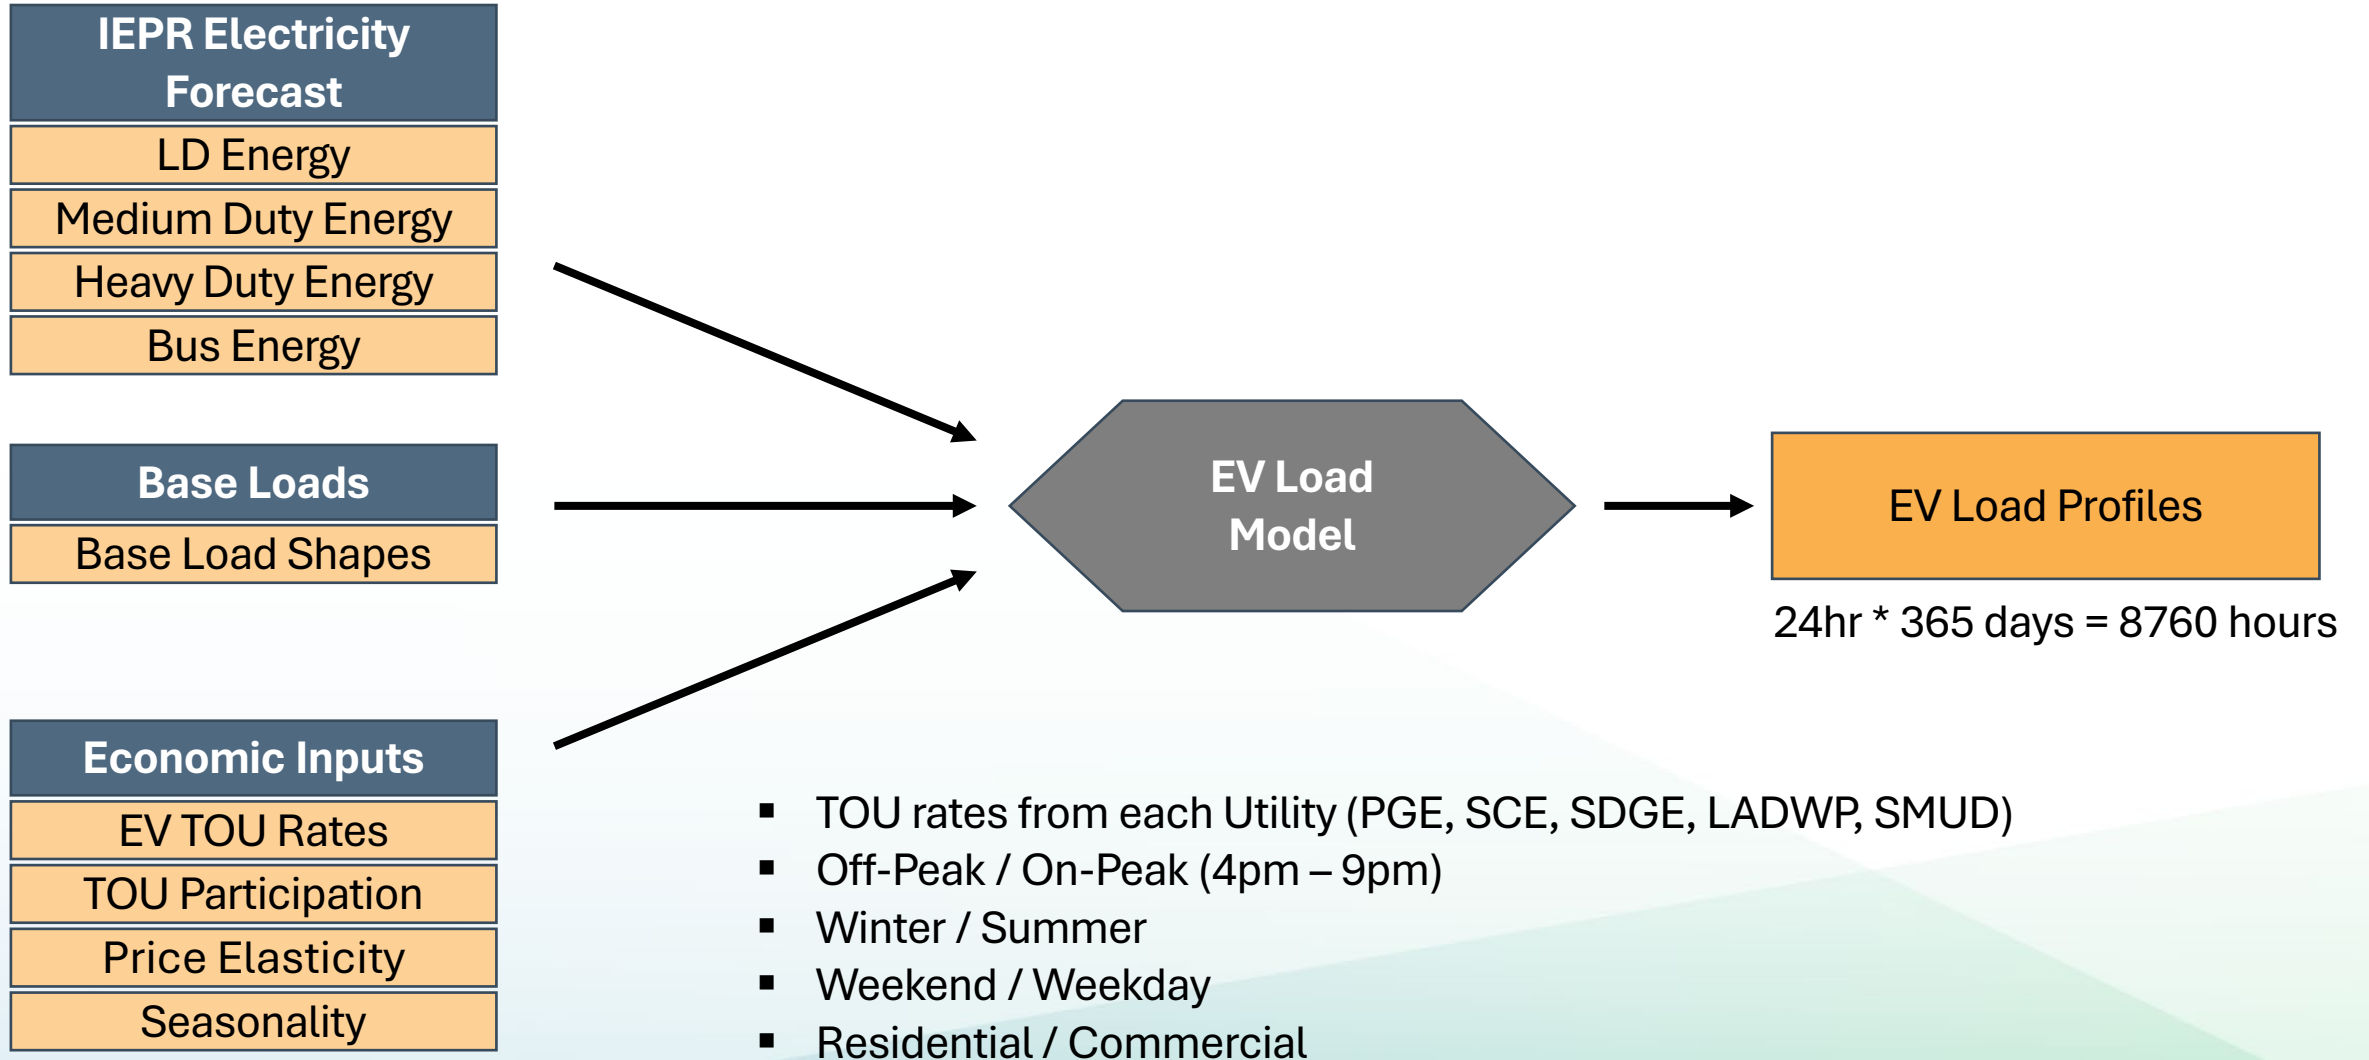 IEPR Electricity
Forecast
LD Energy
Medium Duty Energy
Heavy Duty Energy
Bus Energy
Base Loads
Base Load Shapes
Economic Inputs
EV TOU Rates
TOU Participation
Price Elasticity
Seasonality
EV Load
Model
EV Load Profiles
24hr * 365 days = 8760 hours
▪ TOU rates from each Utility (PGE, SCE, SDGE, LADWP, SMUD)
▪ Off-Peak / On-Peak (4pm – 9pm)
▪ Winter / Summer
▪ Weekend / Weekday
▪ Residential / Commercial